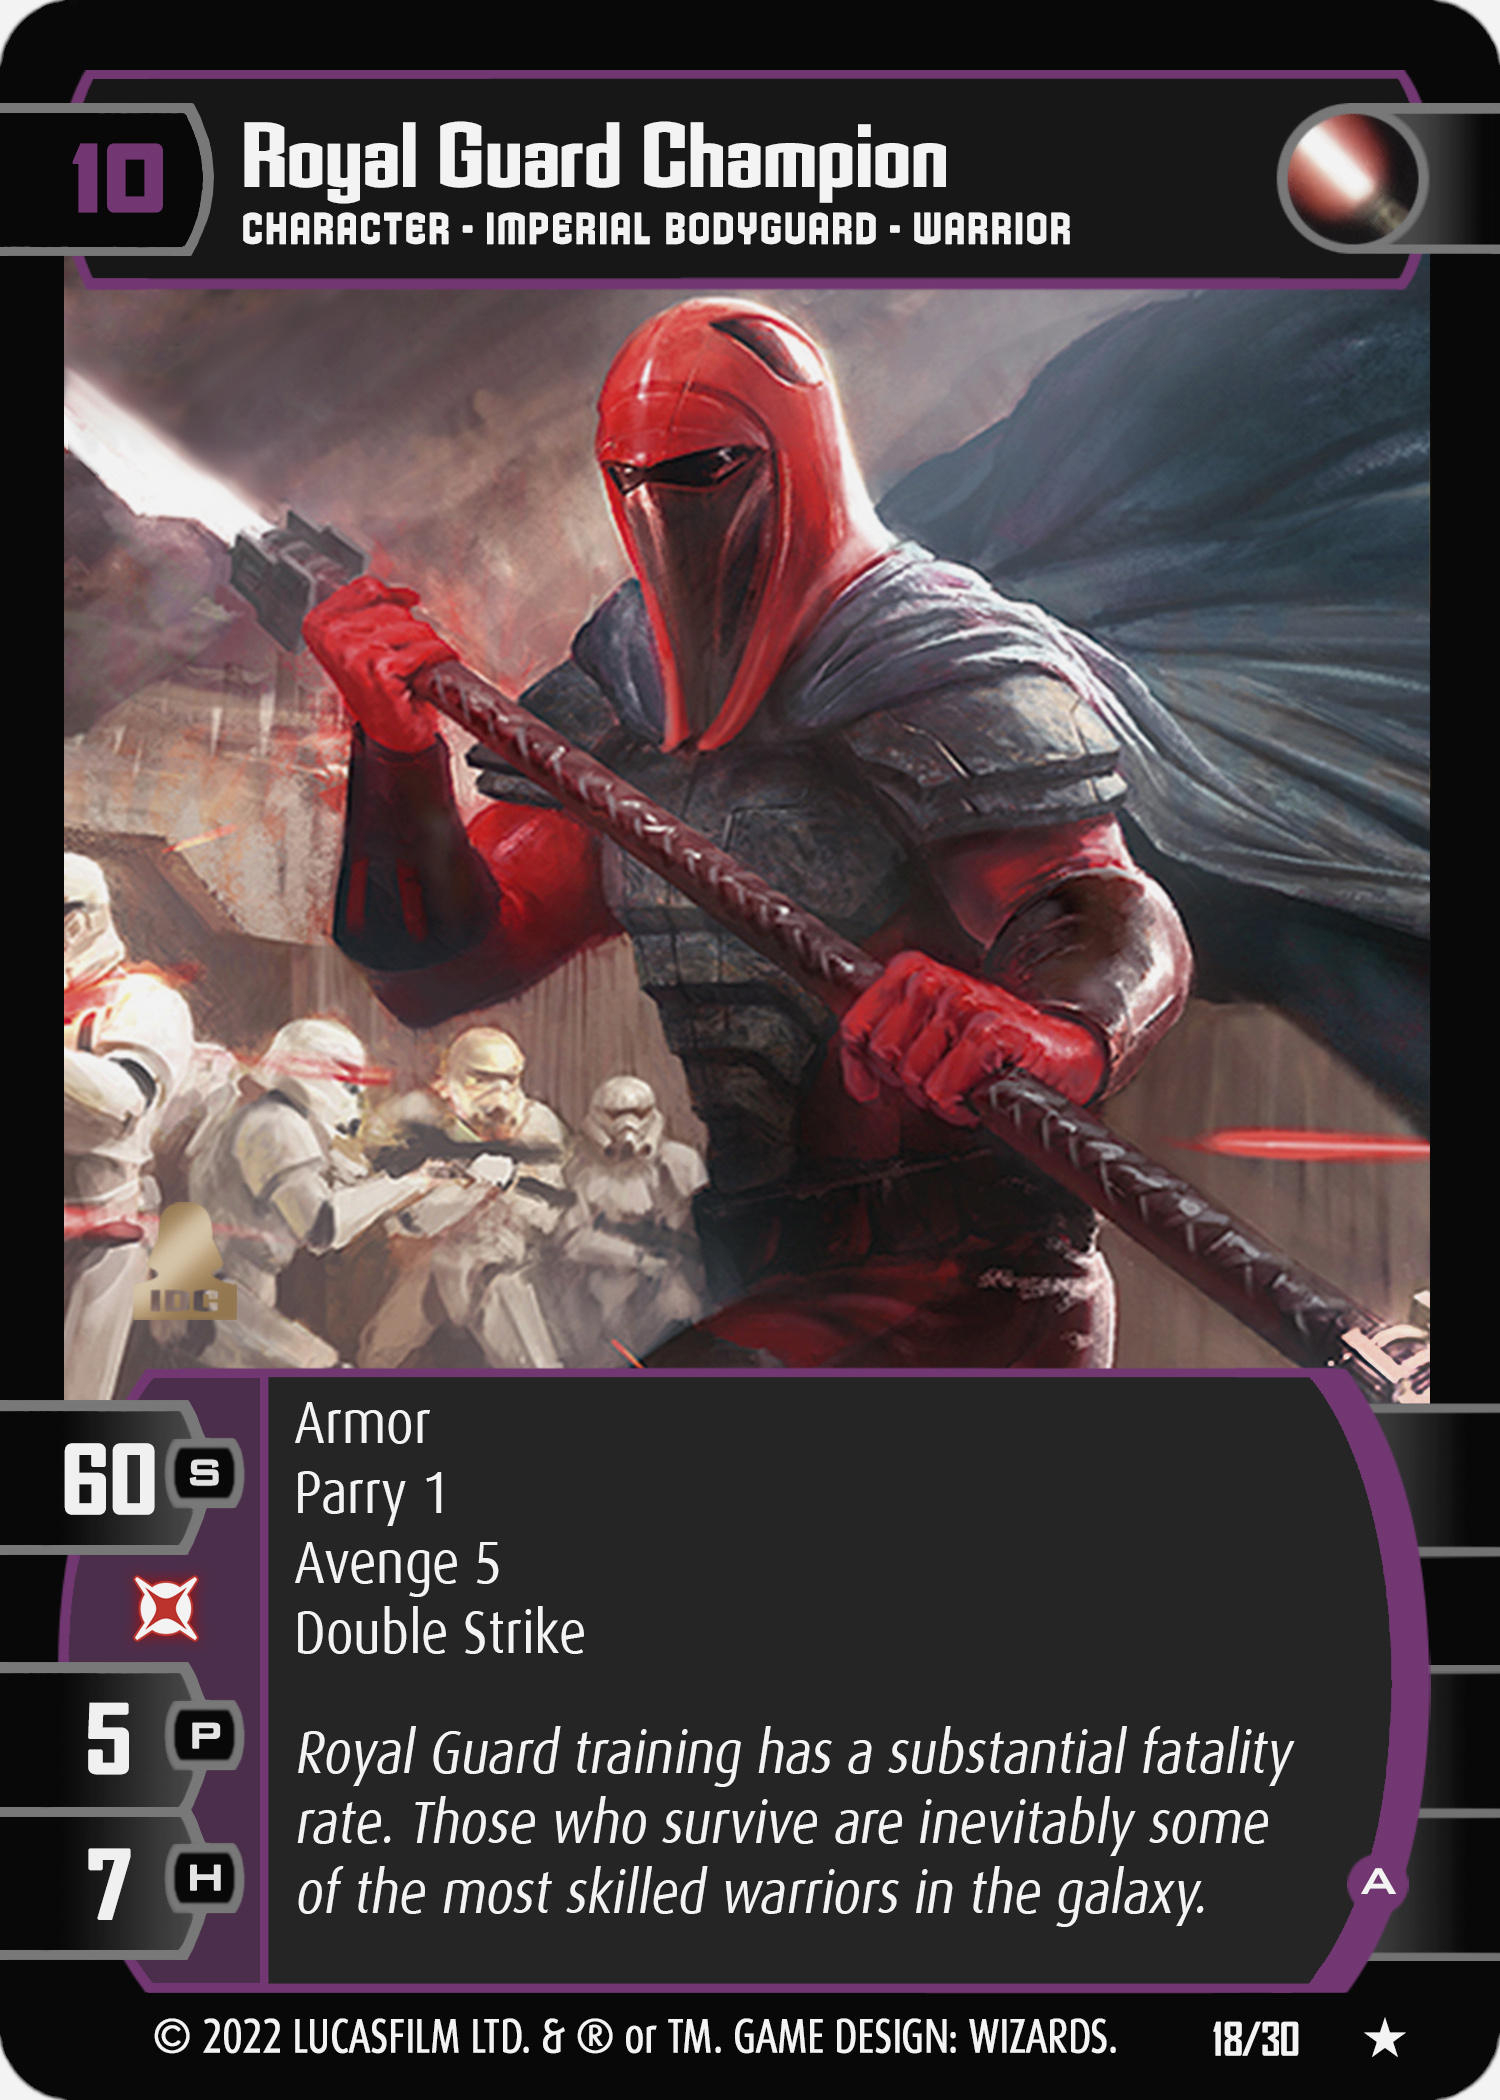 10
Royal Guard Champion
CHARACTER - IMPERIAL BODYGUARD - WARRIOR
IDC
60 S
Armor
Parry 1
Avenge 5
Double Strike
5 P
7 H
Royal Guard training has a substantial fatality
rate. Those who survive are inevitably some
of the most skilled warriors in the galaxy.
A
© 2022 LUCASFILM LTD. & ® or TM. GAME DESIGN: WIZARDS.
18/30